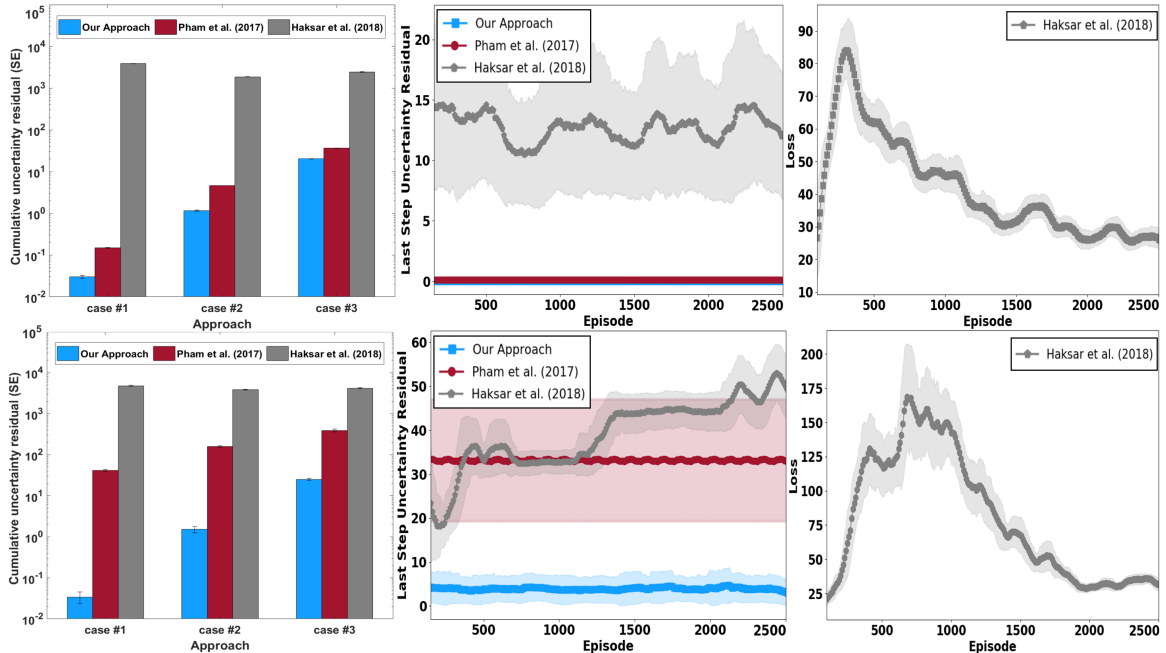 Our Approach Pham et al. (2017) Haksar et al. (2018)
Cumulative uncertainty residual (SE)
10^5
10^4
10^3
10^2
10^1
10^0
10^-1
10^-2
case #1 case #2 case #3
Approach
Our Approach
Pham et al. (2017)
Haksar et al. (2018)
Last Step Uncertainty Residual
20
15
10
5
0
500 1000 1500 2000 2500
Episode
Haksar et al. (2018)
Loss
90
80
70
60
50
40
30
20
10
500 1000 1500 2000 2500
Episode
Our Approach Pham et al. (2017) Haksar et al. (2018)
Cumulative uncertainty residual (SE)
10^5
10^4
10^3
10^2
10^1
10^0
10^-1
10^-2
case #1 case #2 case #3
Approach
Our Approach
Pham et al. (2017)
Haksar et al. (2018)
Last Step Uncertainty Residual
60
50
40
30
20
10
0
500 1000 1500 2000 2500
Episode
Haksar et al. (2018)
Loss
200
175
150
125
100
75
50
25
500 1000 1500 2000 2500
Episode